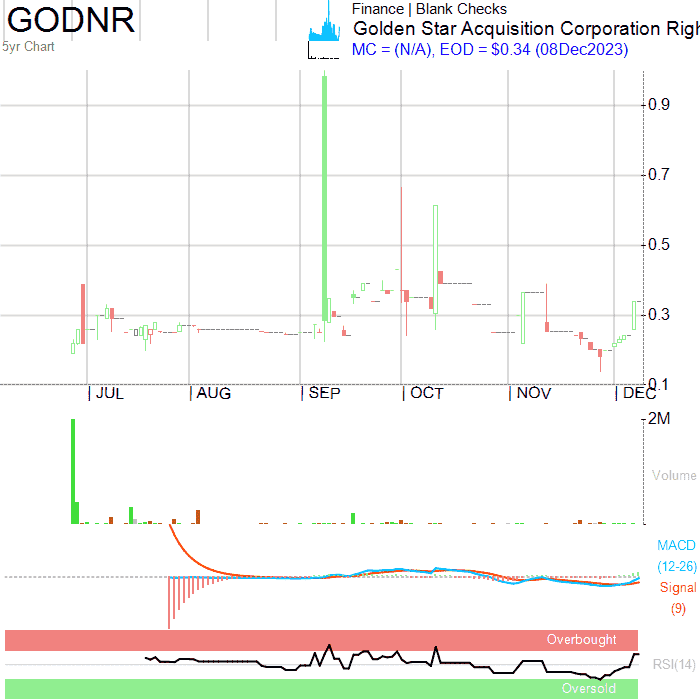 GODNR
5yr Chart
Finance | Blank Checks
Golden Star Acquisition Corporation Righ
MC = (N/A), EOD = $0.34 (08Dec2023)
0.9
0.7
0.5
0.3
0.1
JUL AUG SEP OCT NOV DEC
2M
Volume
MACD
(12-26)
Signal
(9)
Overbought
RSI(14)
Oversold